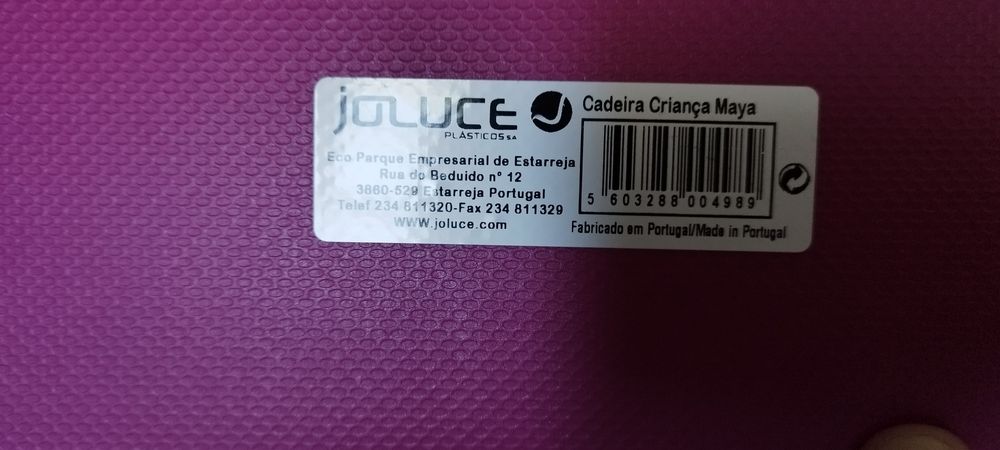 JOLUCE
PLÁSTICOS SA
Eco Parque Empresarial de Estarreja
Rua do Beduido nº 12
3860-529 Estarreja Portugal
Telef 234 811320-Fax 234 811329
www.joluce.com
Cadeira Criança Maya
5 603288 004989
Fabricado em Portugal/Made in Portugal